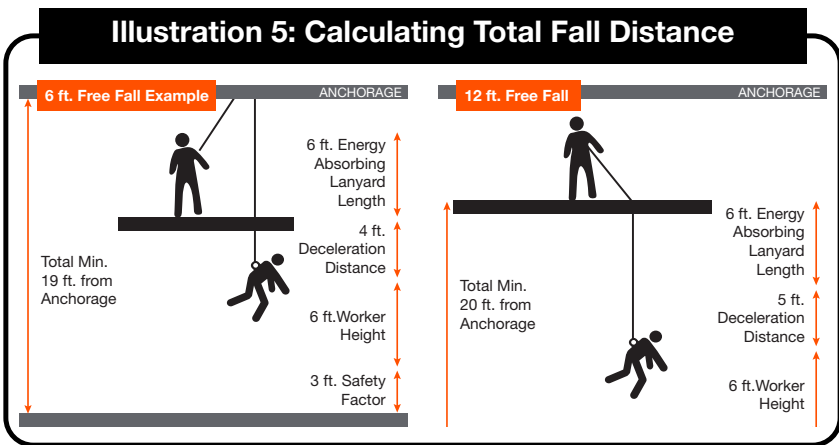 Illustration 5: Calculating Total Fall Distance
6 ft. Free Fall Example
ANCHORAGE
6 ft. Energy
Absorbing
Lanyard
Length
4 ft.
Deceleration
Distance
Total Min.
19 ft. from
Anchorage
6 ft.Worker
Height
3 ft. Safety
Factor
12 ft. Free Fall
ANCHORAGE
6 ft. Energy
Absorbing
Lanyard
Length
Total Min.
20 ft. from
Anchorage
5 ft.
Deceleration
Distance
6 ft.Worker
Height